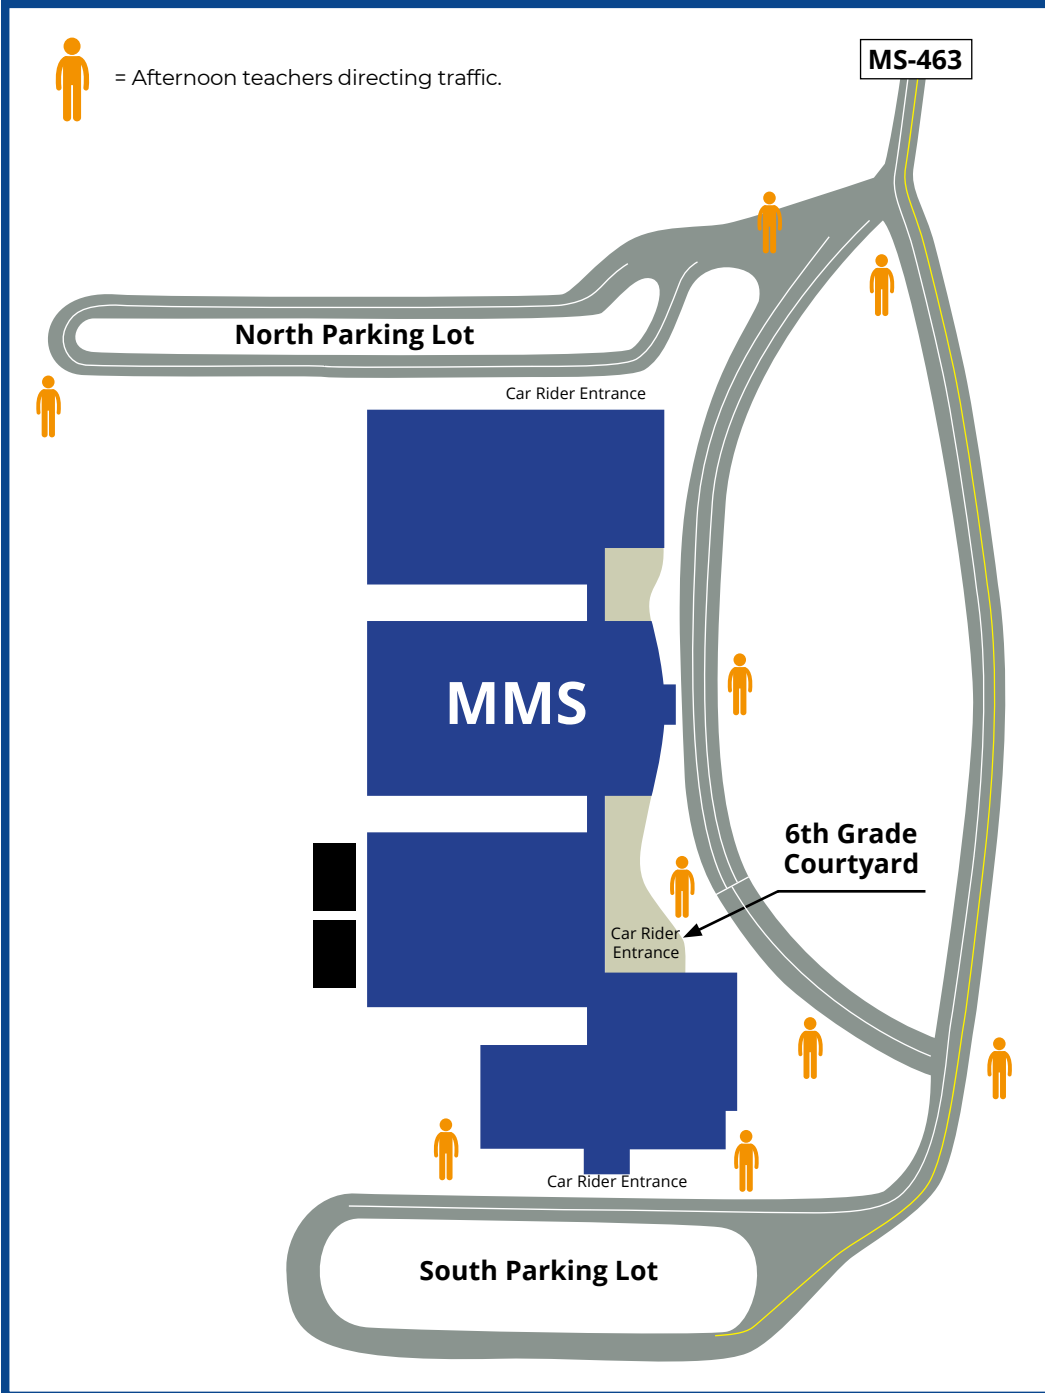 MS-463
= Afternoon teachers directing traffic.
North Parking Lot
Car Rider Entrance
MMS
6th Grade
Courtyard
Car Rider
Entrance
Car Rider Entrance
South Parking Lot